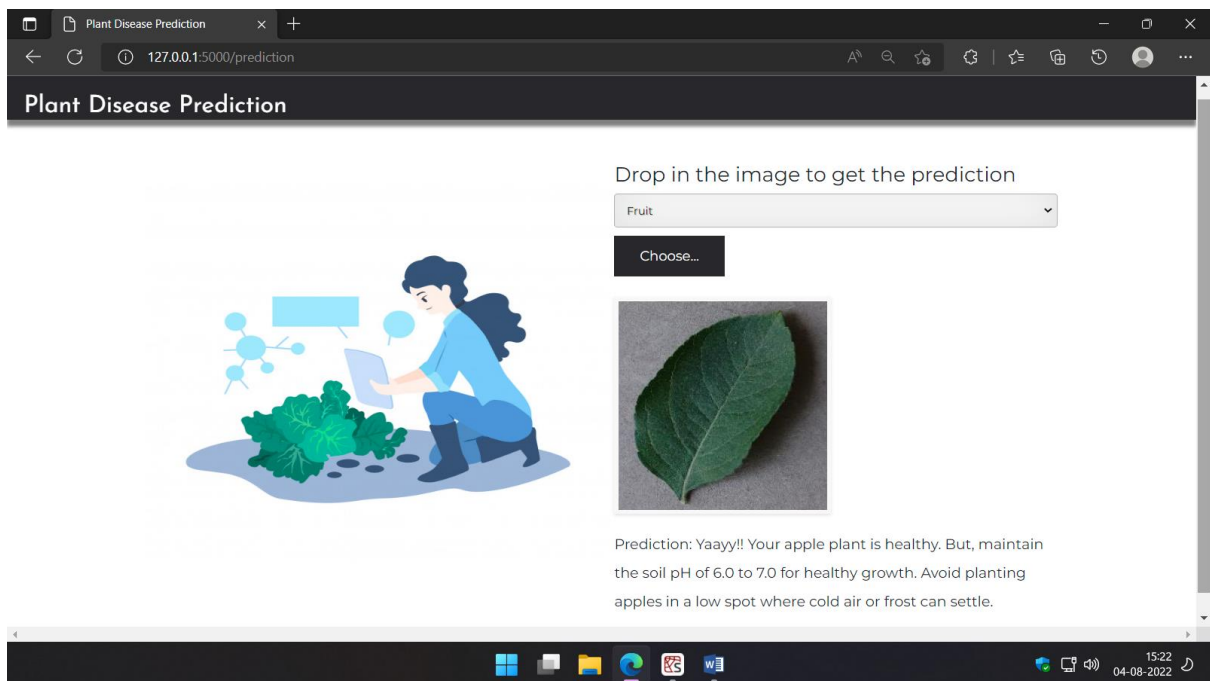 Plant Disease Prediction
127.0.0.1:5000/prediction
Plant Disease Prediction
Drop in the image to get the prediction
Fruit
Choose...
Prediction: Yaayy!! Your apple plant is healthy. But, maintain
the soil pH of 6.0 to 7.0 for healthy growth. Avoid planting
apples in a low spot where cold air or frost can settle.
15:22
04-08-2022